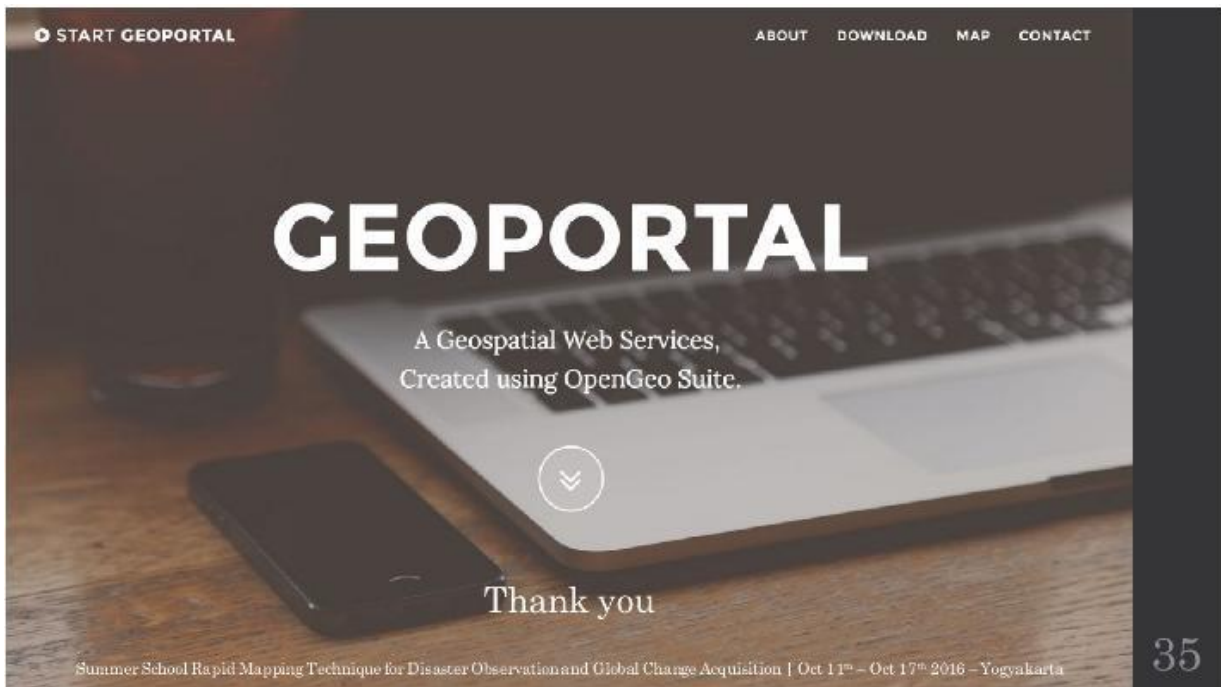 START GEOPORTAL
ABOUT DOWNLOAD MAP CONTACT
GEOPORTAL
A Geospatial Web Services,
Created using OpenGeo Suite.
Thank you
Summer School Rapid Mapping Technique for Disaster Observation and Global Change Acquisition | Oct 11th – Oct 17th 2016 – Yogyakarta
35